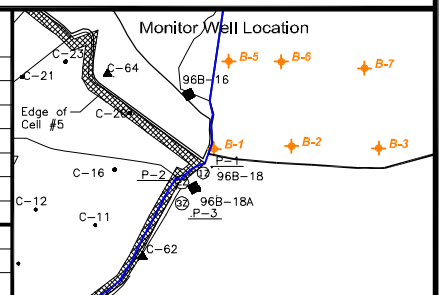 Monitor Well Location
C-23
C-21
C-64
B-5
B-6
B-7
96B-16
Edge of
Cell #5
C-20
B-1
B-2
B-3
P-1
C-16
P-2
12
96B-18
C-12
32
96B-18A
P-3
C-11
C-62